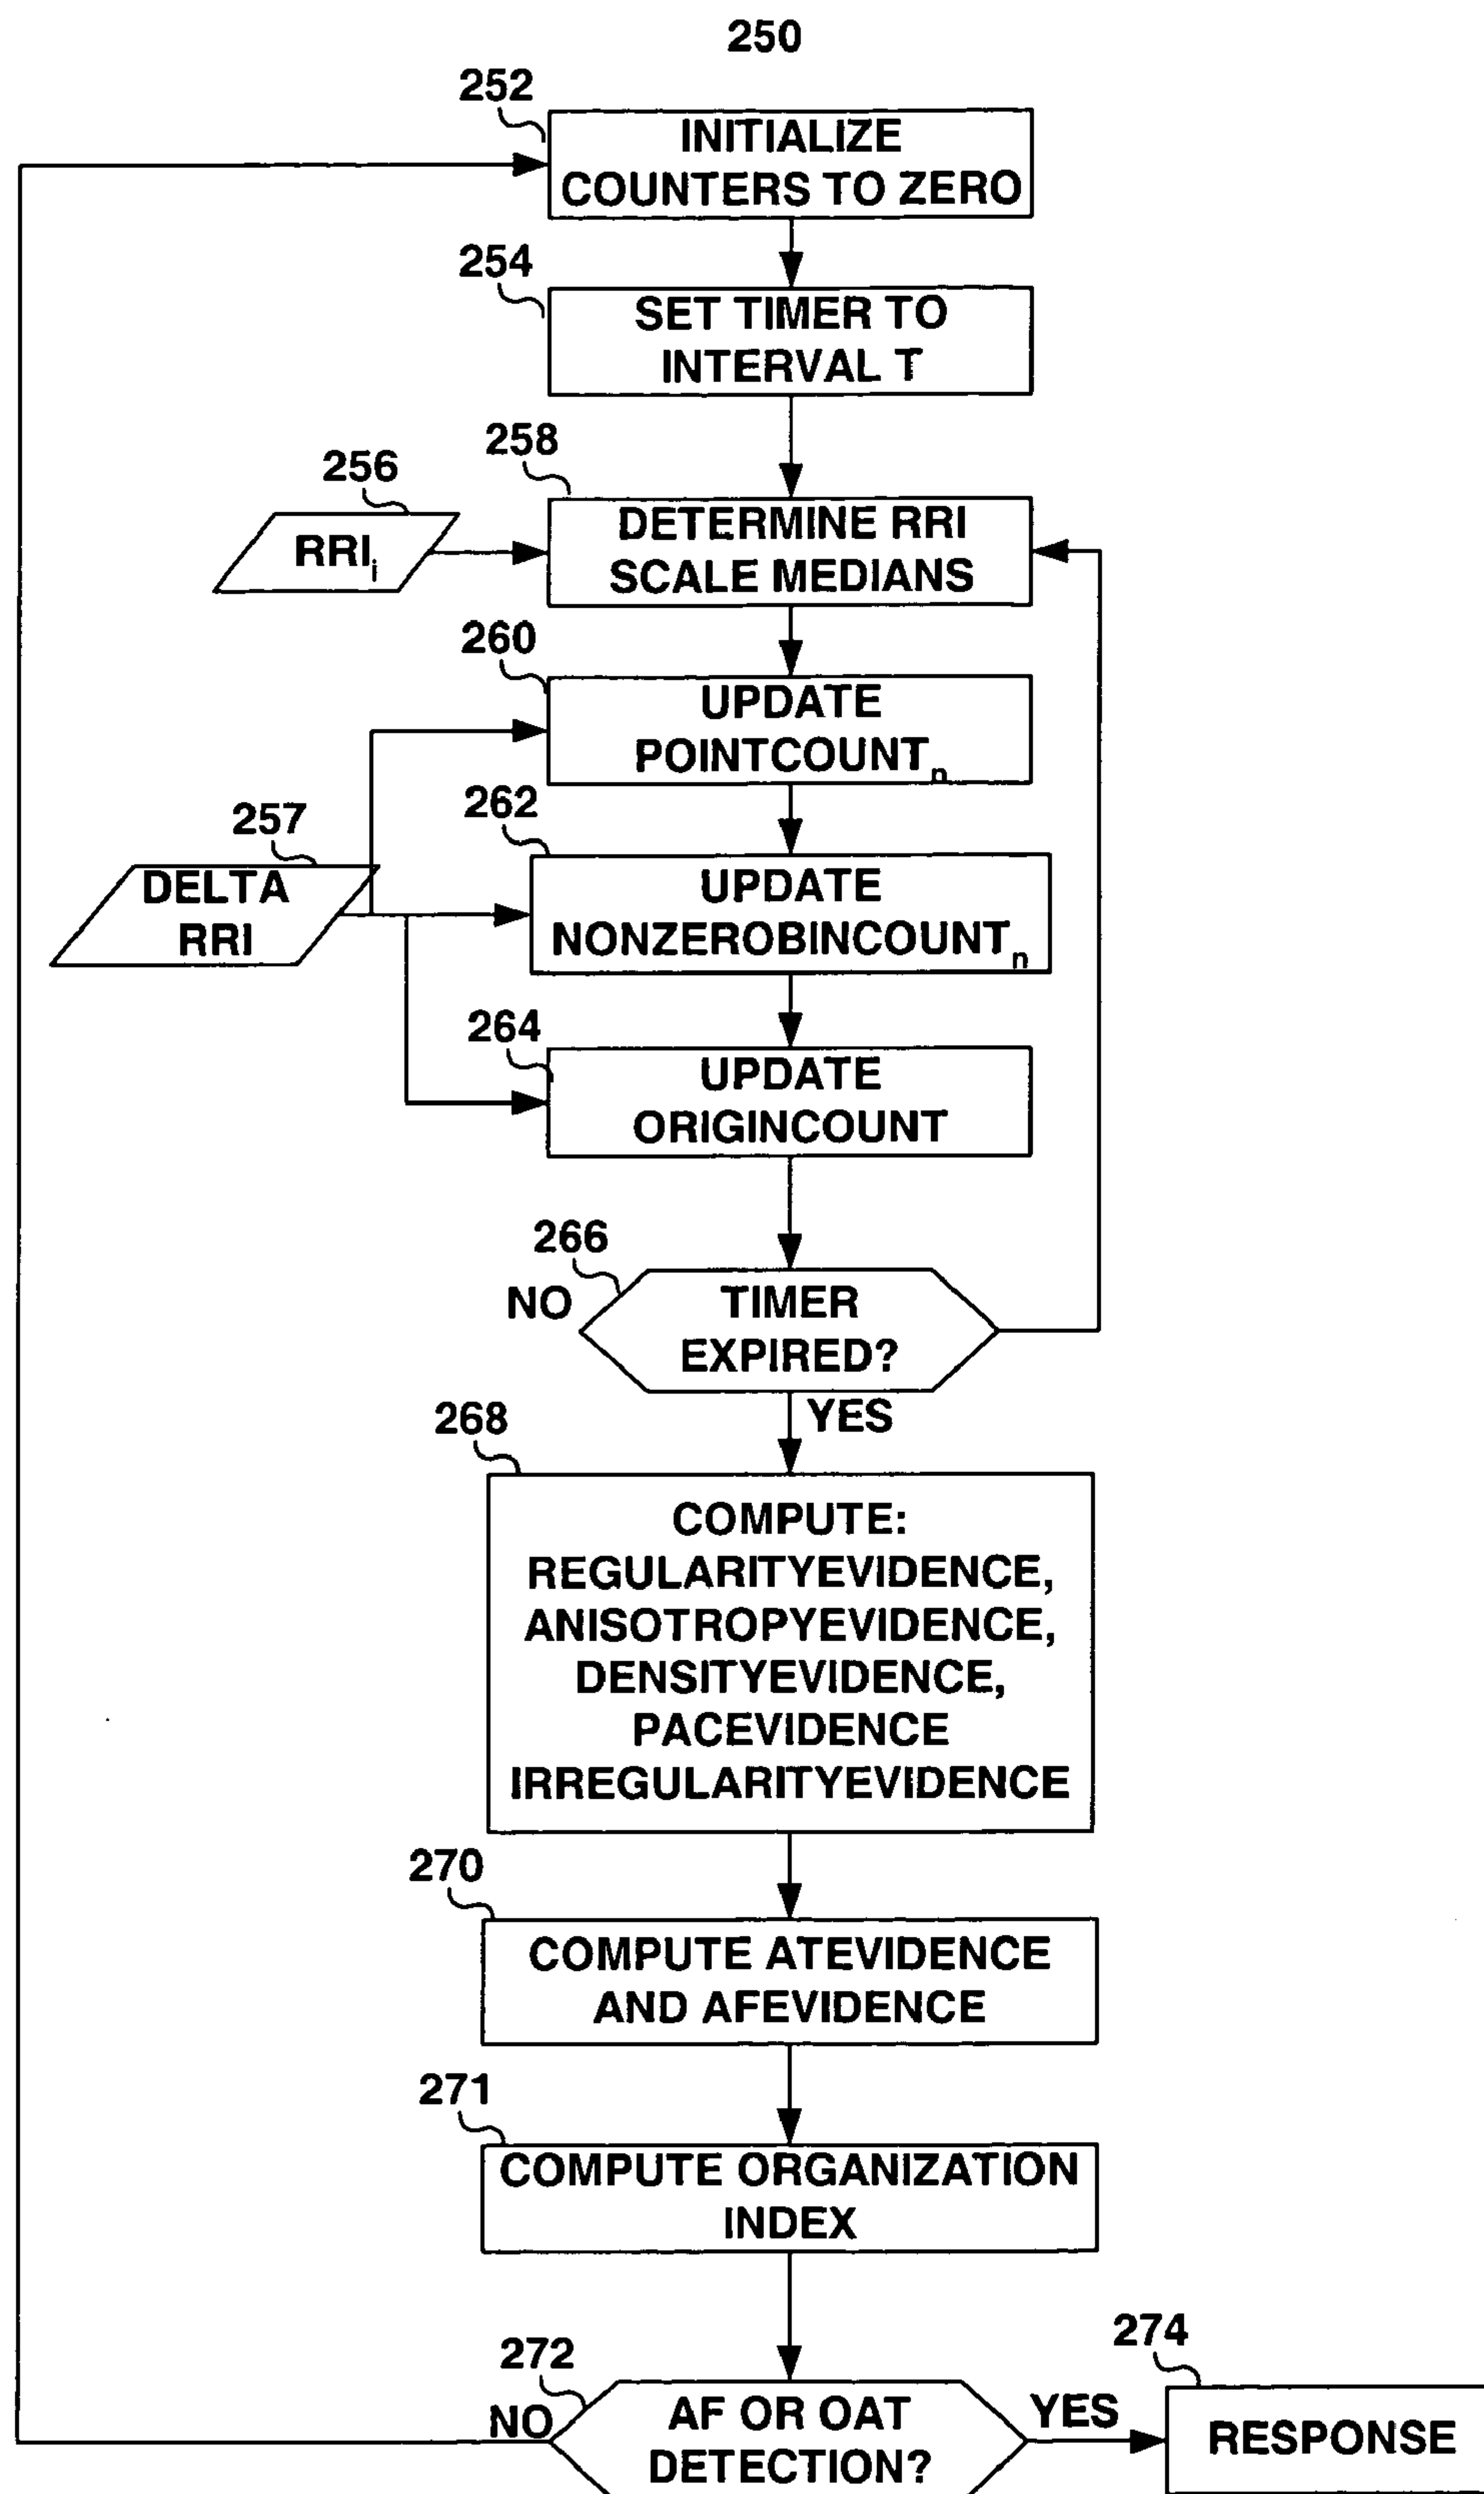 250
252
INITIALIZE
COUNTERS TO ZERO
254
SET TIMER TO
INTERVAL T
258
256
RRIi
DETERMINE RRI
SCALE MEDIANS
260
UPDATE
POINTCOUNTn
262
257
DELTA
RRI
UPDATE
NONZEROBINCOUNTn
264
UPDATE
ORIGINCOUNT
266
NO
TIMER
EXPIRED?
YES
268
COMPUTE:
REGULARITYEVIDENCE,
ANISOTROPYEVIDENCE,
DENSITYEVIDENCE,
PACEVIDENCE
IRREGULARITYEVIDENCE
270
COMPUTE ATEVIDENCE
AND AFEVIDENCE
271
COMPUTE ORGANIZATION
INDEX
272
274
NO
AF OR OAT
DETECTION?
YES
RESPONSE